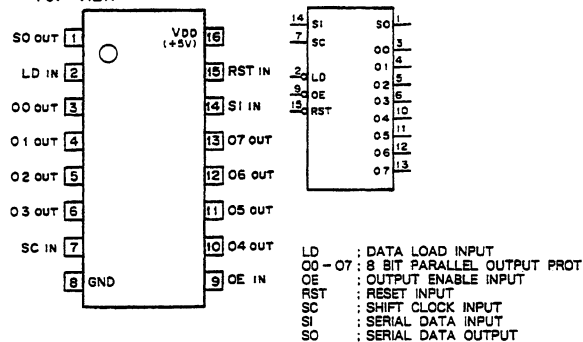 SO OUT 1
VDD 16
(+5V)
LD IN 2
15 RST IN
O0 OUT 3
14 SI IN
O1 OUT 4
13 O7 OUT
O2 OUT 5
12 O6 OUT
O3 OUT 6
11 O5 OUT
SC IN 7
10 O4 OUT
8 GND
9 OE IN
14 SI
SO 1
7 SC
O0 3
O1 4
2 LD
O2 5
9 OE
O3 6
15 RST
O4 10
O5 11
O6 12
O7 13
LD : DATA LOAD INPUT
O0-O7 : 8 BIT PARALLEL OUTPUT PROT
OE : OUTPUT ENABLE INPUT
RST : RESET INPUT
SC : SHIFT CLOCK INPUT
SI : SERIAL DATA INPUT
SO : SERIAL DATA OUTPUT